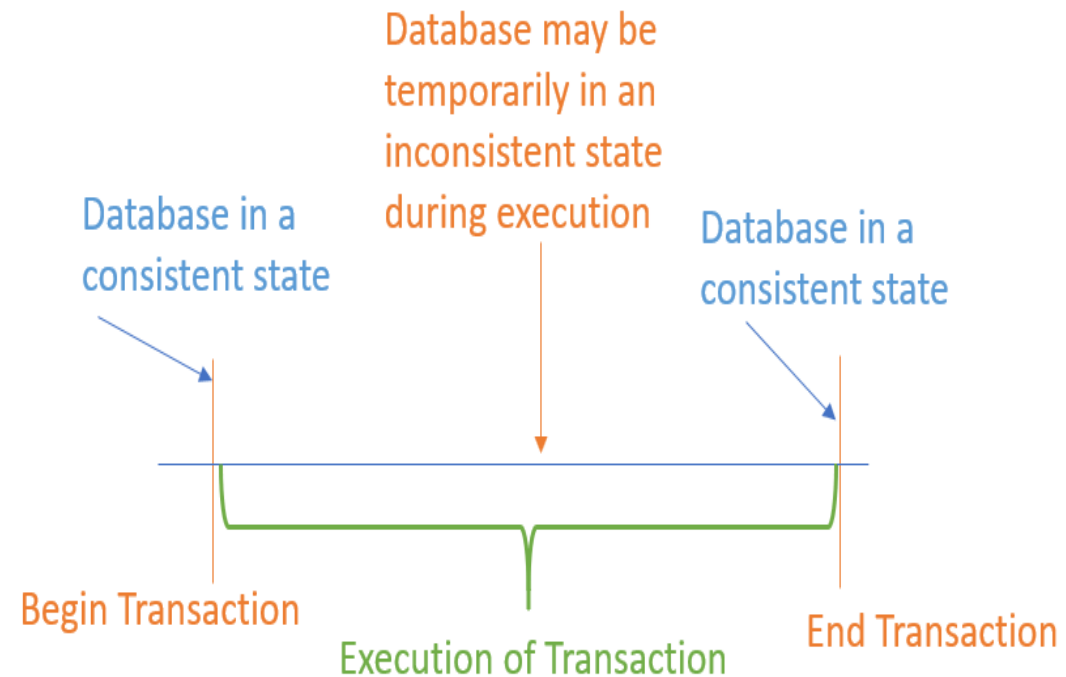 Database may be
temporarily in an
inconsistent state
during execution
Database in a
consistent state
Database in a
consistent state
Begin Transaction
End Transaction
Execution of Transaction